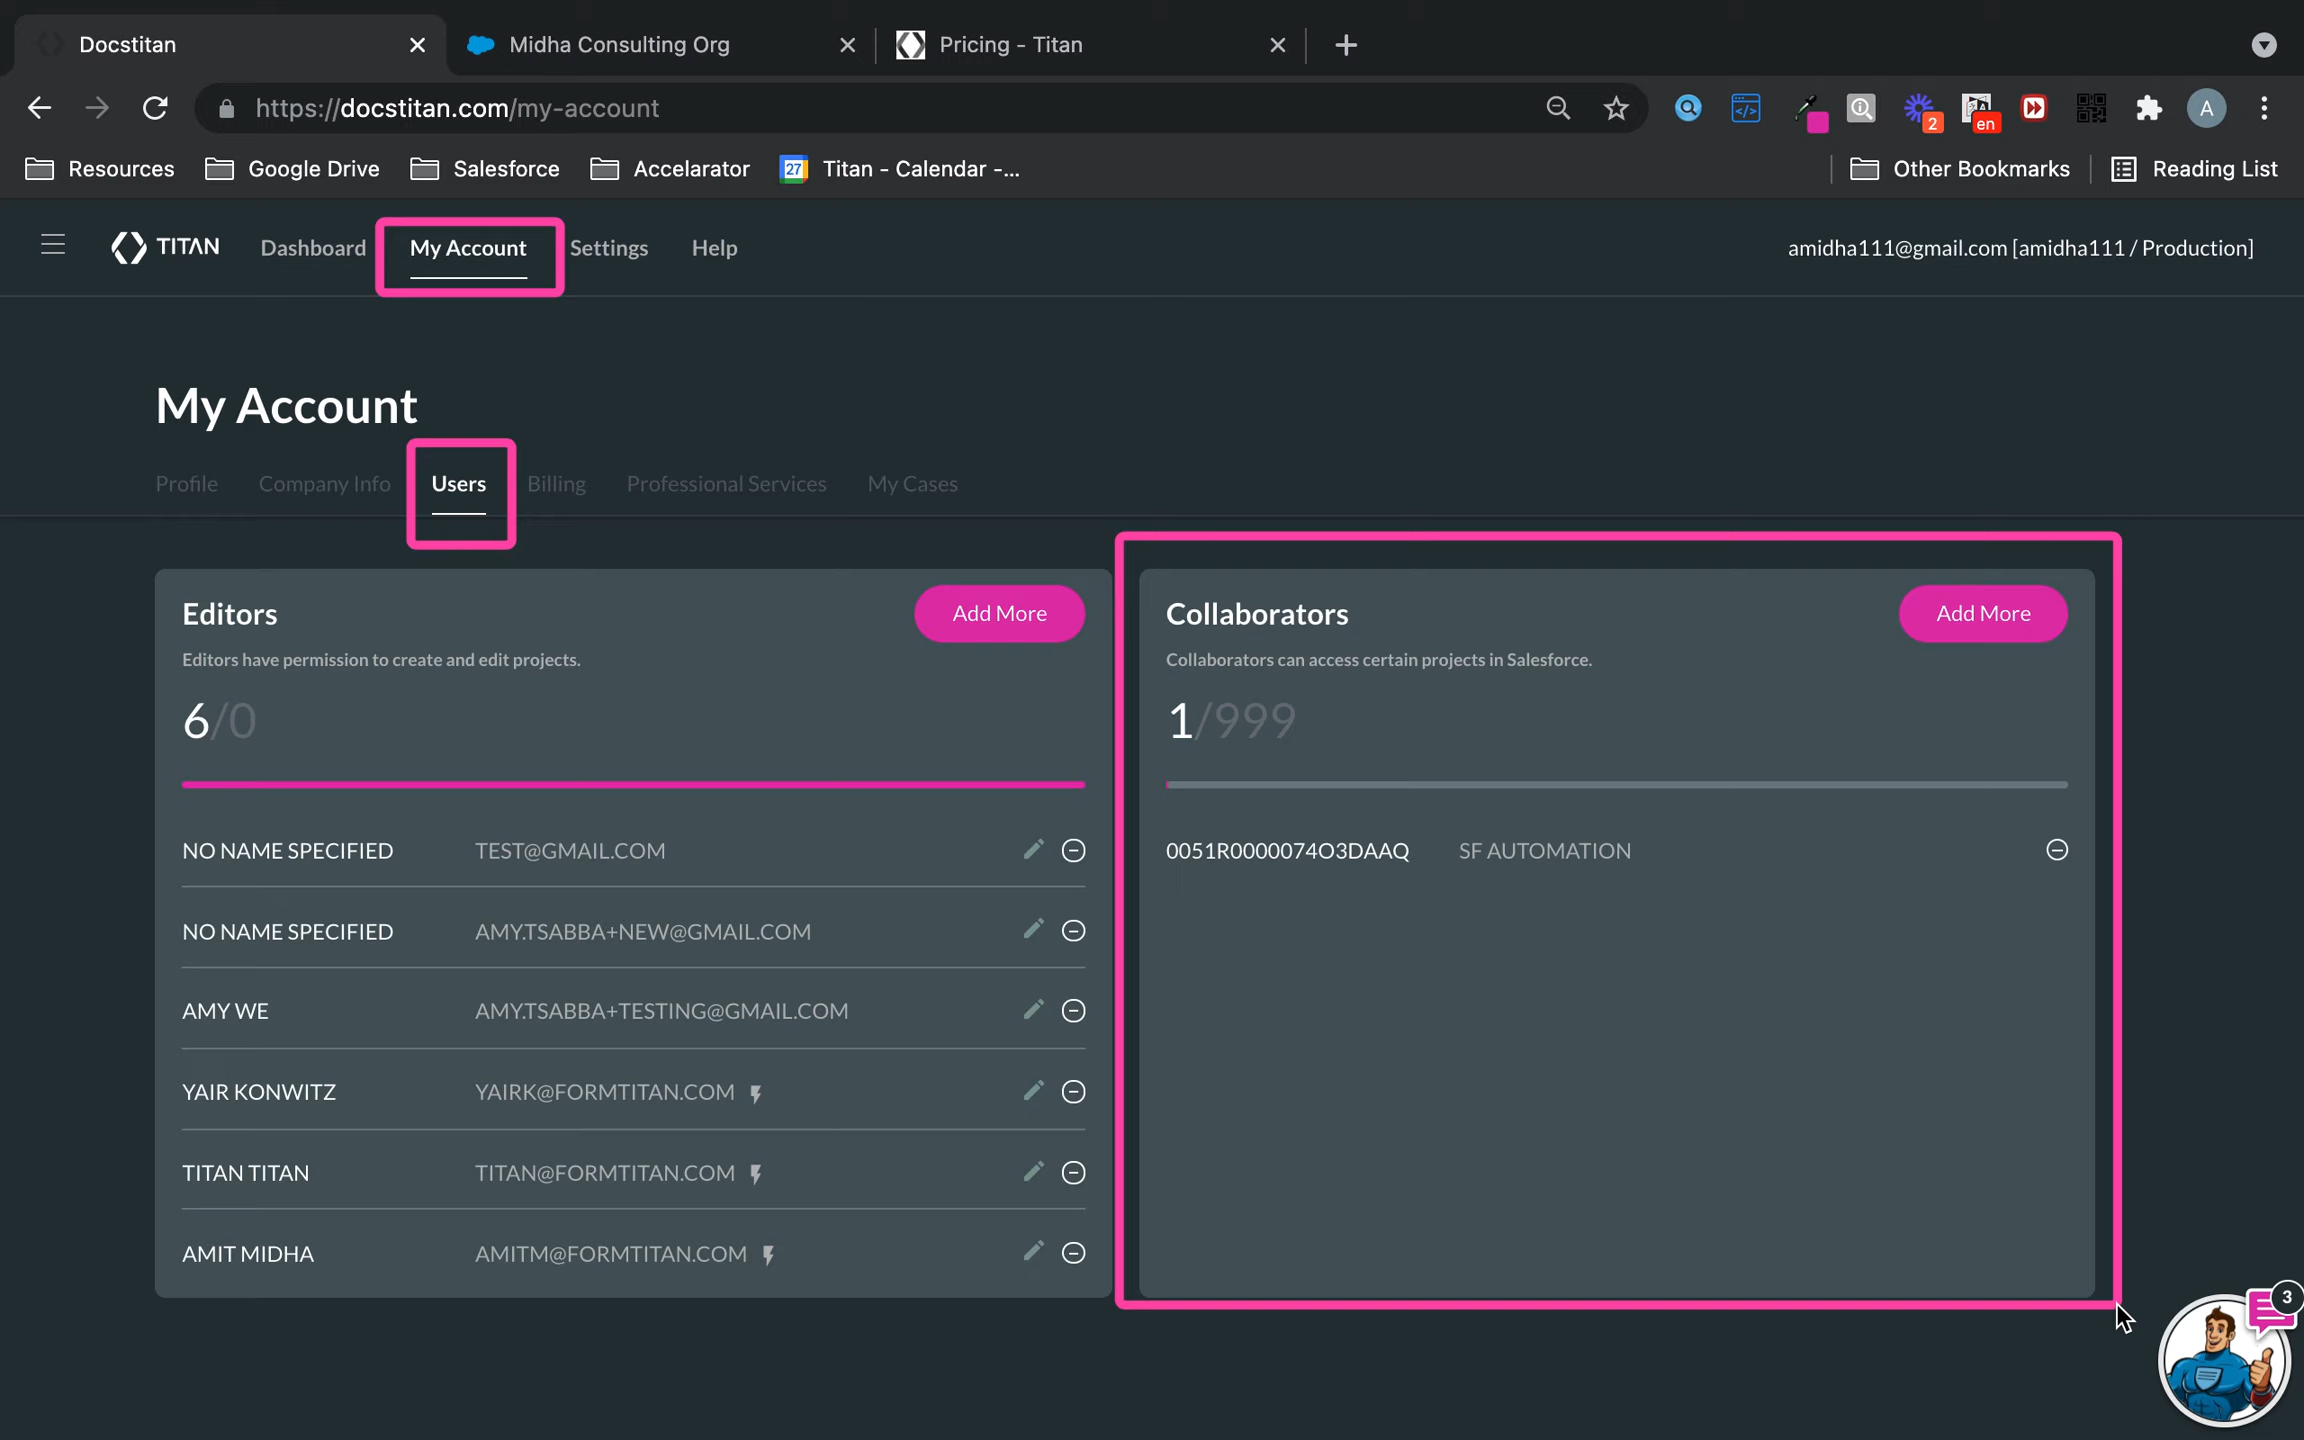 Docstitan
Midha Consulting Org
Pricing - Titan
https://docstitan.com/my-account
2
en
A
Resources
Google Drive
Salesforce
Accelarator
27
Titan - Calendar -...
Other Bookmarks
Reading List
TITAN
Dashboard
My Account
Settings
Help
amidha111@gmail.com [amidha111 / Production]
My Account
Profile
Company Info
Users
Billing
Professional Services
My Cases
Editors
Add More
Editors have permission to create and edit projects.
6/0
NO NAME SPECIFIED TEST@GMAIL.COM
NO NAME SPECIFIED AMY.TSABBA+NEW@GMAIL.COM
AMY WE AMY.TSABBA+TESTING@GMAIL.COM
YAIR KONWITZ YAIRK@FORMTITAN.COM
TITAN TITAN TITAN@FORMTITAN.COM
AMIT MIDHA AMITM@FORMTITAN.COM
Collaborators
Add More
Collaborators can access certain projects in Salesforce.
1/999
0051R0000074O3DAAQ SF AUTOMATION
3